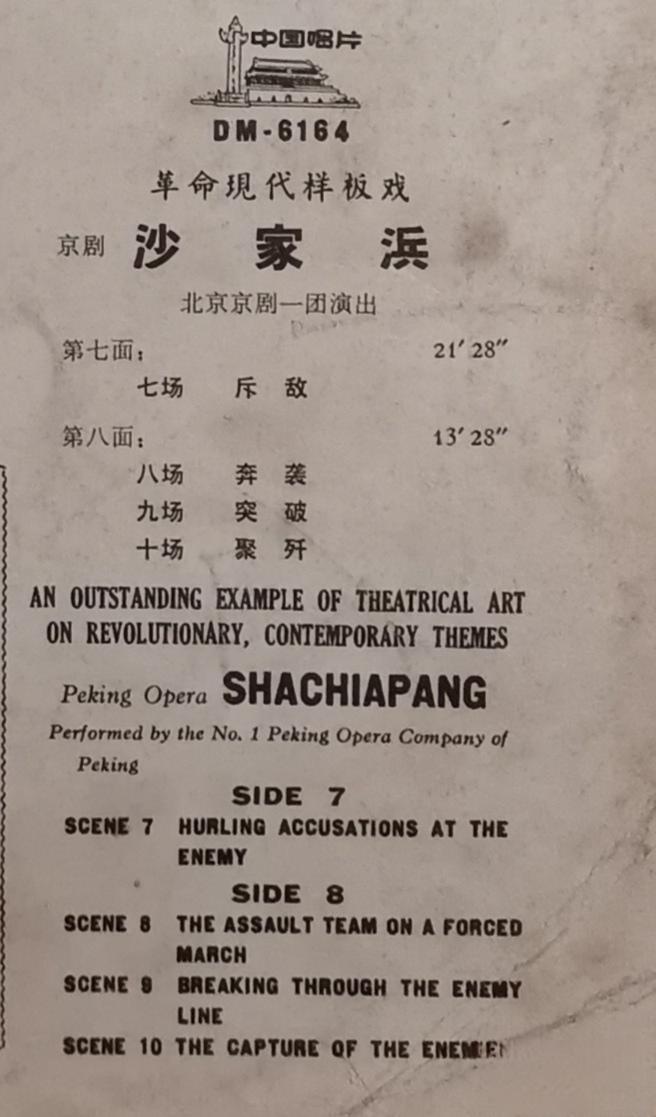 中国唱片
DM-6164
革命現代样板戏
京剧 沙家浜
北京京剧一团演出
第七面： 21′28″
七场 斥敌
第八面： 13′28″
八场 奔袭
九场 突破
十场 聚歼
AN OUTSTANDING EXAMPLE OF THEATRICAL ART
ON REVOLUTIONARY, CONTEMPORARY THEMES
Peking Opera SHACHIAPANG
Performed by the No. 1 Peking Opera Company of
Peking
SIDE 7
SCENE 7 HURLING ACCUSATIONS AT THE
ENEMY
SIDE 8
SCENE 8 THE ASSAULT TEAM ON A FORCED
MARCH
SCENE 9 BREAKING THROUGH THE ENEMY
LINE
SCENE 10 THE CAPTURE OF THE